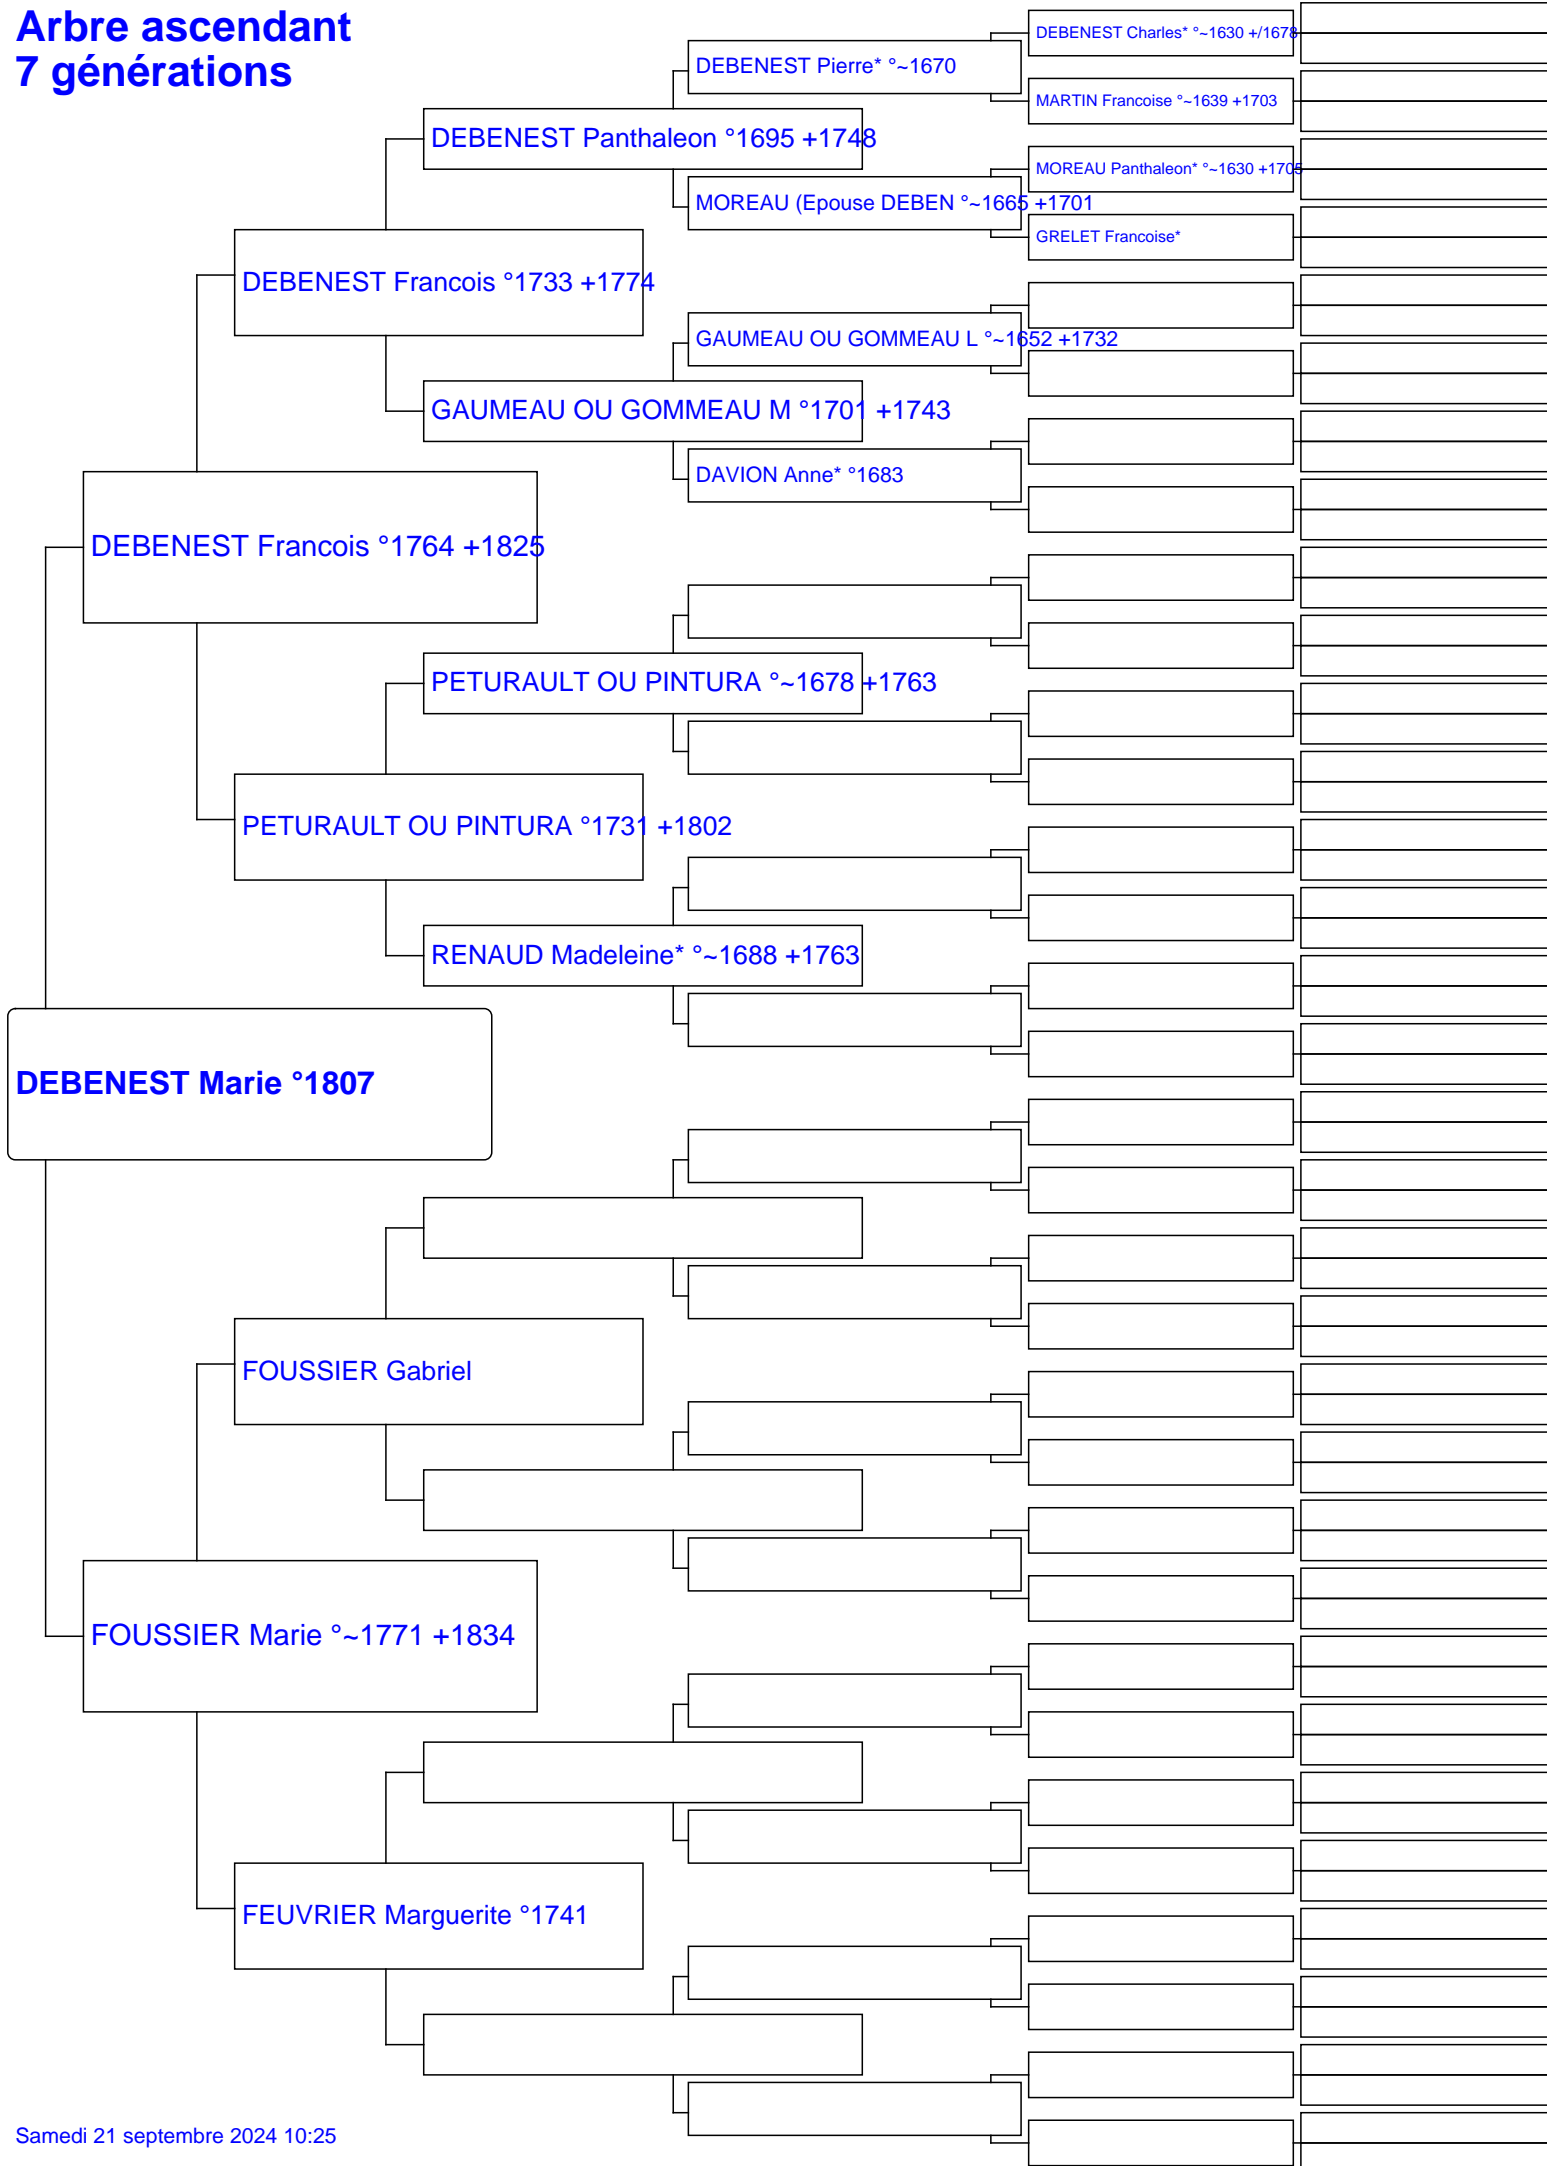 Arbre ascendant
7 générations
DEBENEST Charles* °~1630 +/1678
DEBENEST Pierre* °~1670
MARTIN Francoise °~1639 +1703
DEBENEST Panthaleon °1695 +1748
MOREAU Panthaleon* °~1630 +1705
MOREAU (Epouse DEBEN °~1665 +1701
GRELET Francoise*
DEBENEST Francois °1733 +1774
GAUMEAU OU GOMMEAU L °~1652 +1732
GAUMEAU OU GOMMEAU M °1701 +1743
DAVION Anne* °1683
DEBENEST Francois °1764 +1825
PETURAULT OU PINTURA °~1678 +1763
PETURAULT OU PINTURA °1731 +1802
RENAUD Madeleine* °~1688 +1763
DEBENEST Marie °1807
FOUSSIER Gabriel
FOUSSIER Marie °~1771 +1834
FEUVRIER Marguerite °1741
Samedi 21 septembre 2024 10:25